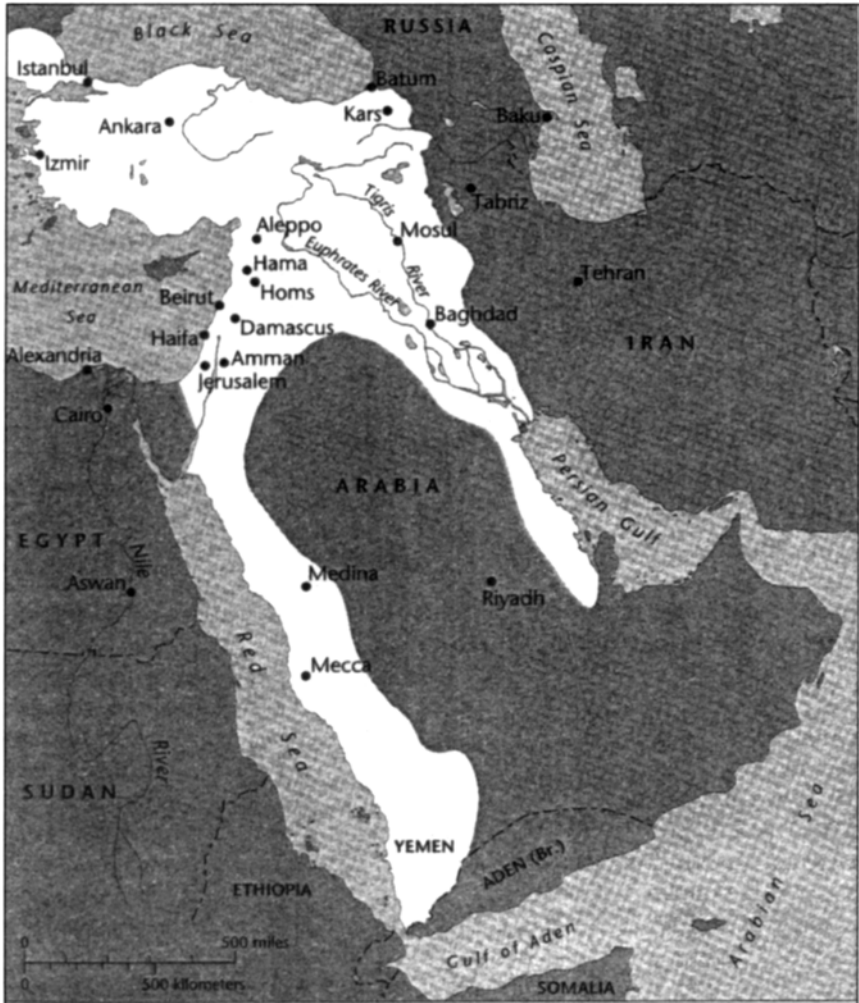 Black Sea
RUSSIA
Caspian Sea
Istanbul
Batum
Ankara
Kars
Baku
Izmir
Tigris River
Tabriz
Aleppo
Mosul
Hama
Euphrates River
Homs
Tehran
Mediterranean
Sea
Beirut
Damascus
Baghdad
Haifa
IRAN
Alexandria
Amman
Jerusalem
Cairo
Persian Gulf
ARABIA
EGYPT
Nile River
Aswan
Medina
Riyadh
Red Sea
Mecca
SUDAN
YEMEN
ADEN (Br.)
Arabian Sea
ETHIOPIA
Gulf of Aden
SOMALIA
0 500 miles
0 500 kilometers